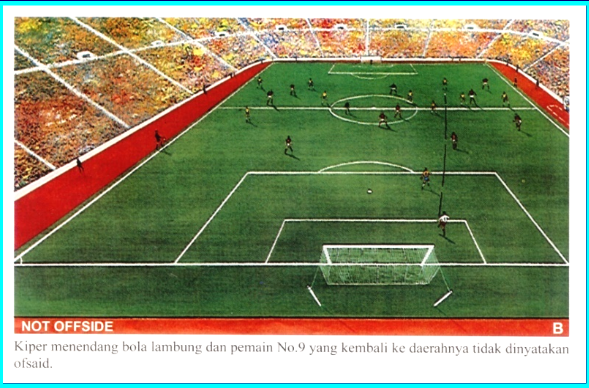 NOT OFFSIDE
B
Kiper menendang bola lambung dan pemain No.9 yang kembali ke daerahnya tidak dinyatakan
ofsaid.